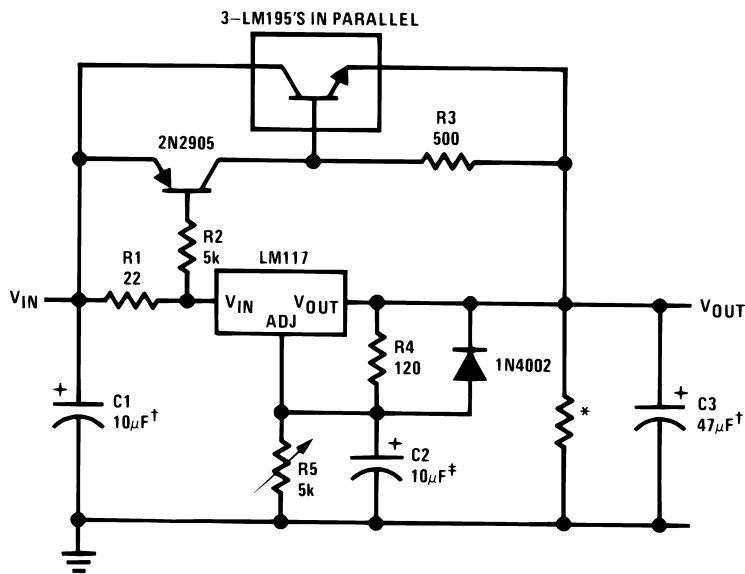 3–LM195'S IN PARALLEL
2N2905
R3
500
R2
5k
R1
22
LM117
VIN
VIN
VOUT
ADJ
VOUT
R4
120
1N4002
C1
10μF†
R5
5k
C2
10μF‡
*
C3
47μF†